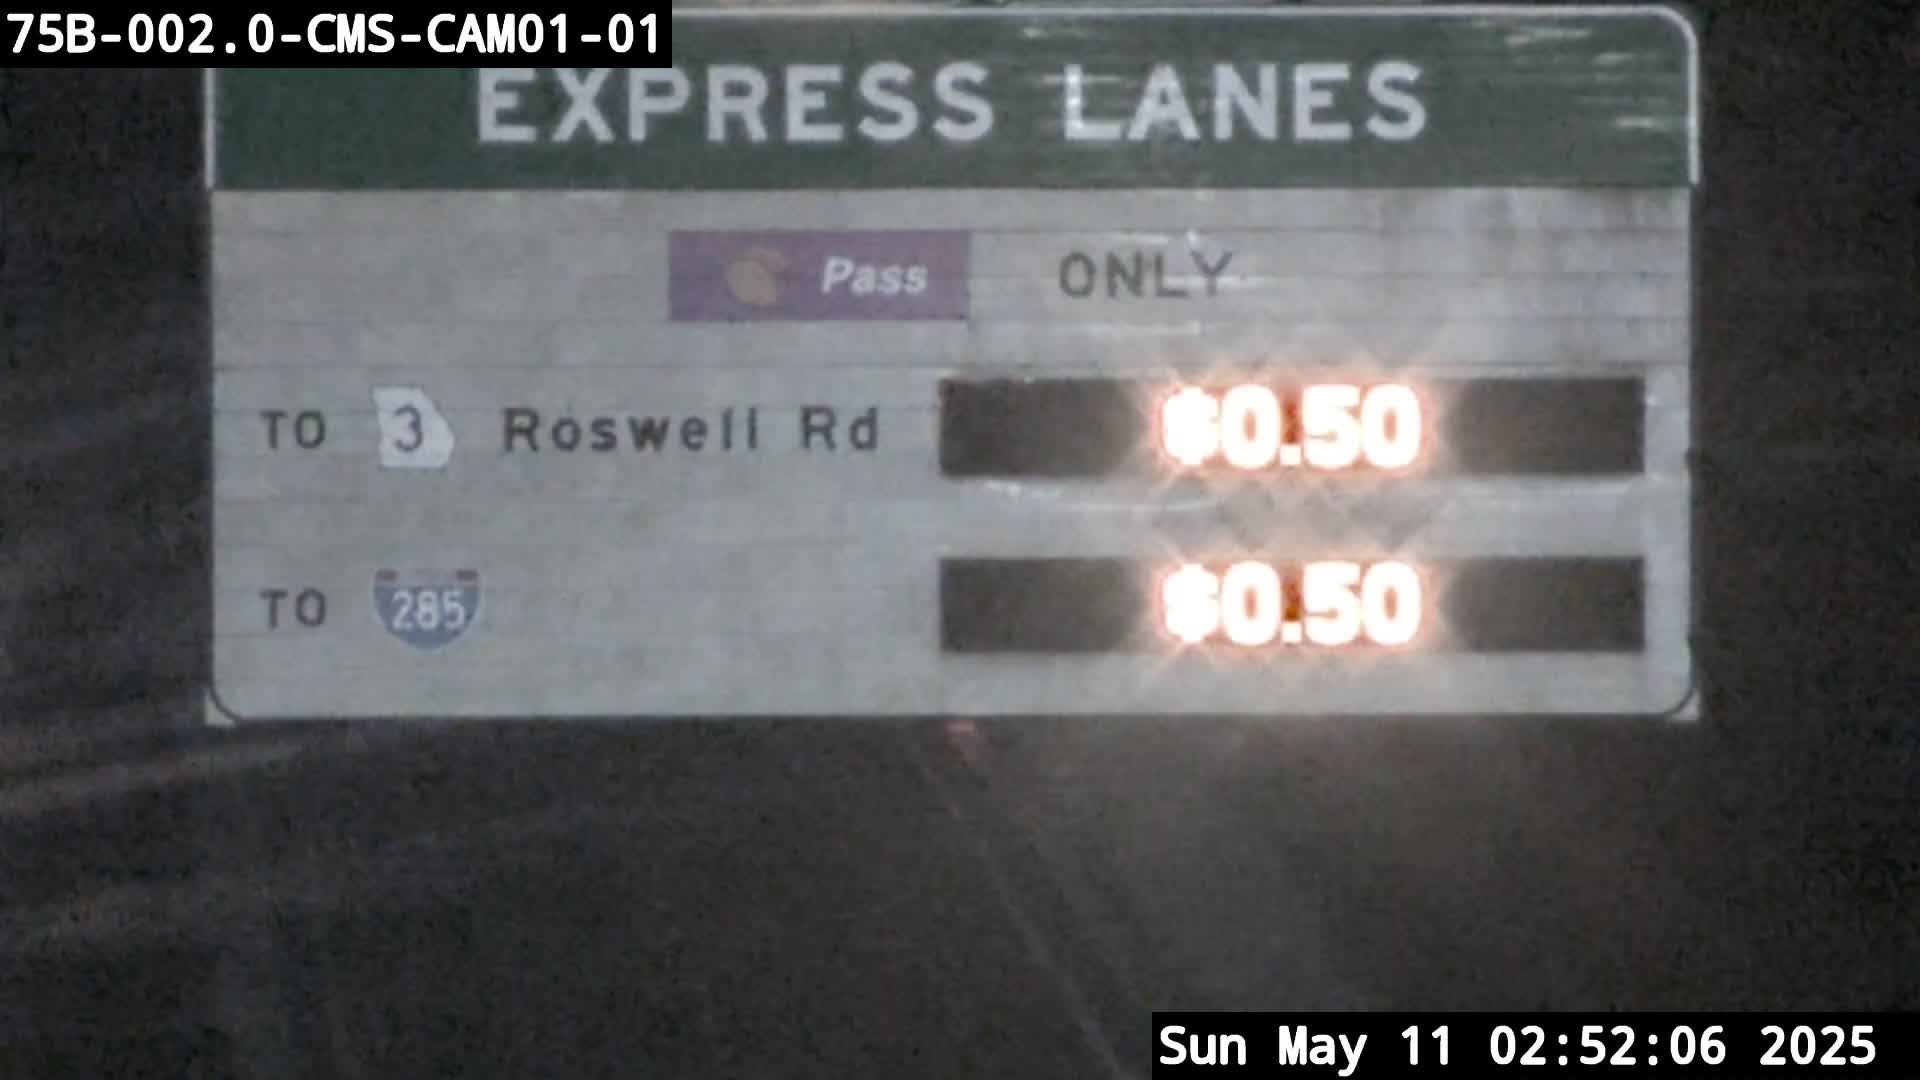 75B-002.0-CMS-CAM01-01
EXPRESS LANES
Pass ONLY
TO 3 Roswell Rd $0.50
TO 285 $0.50
Sun May 11 02:52:06 2025